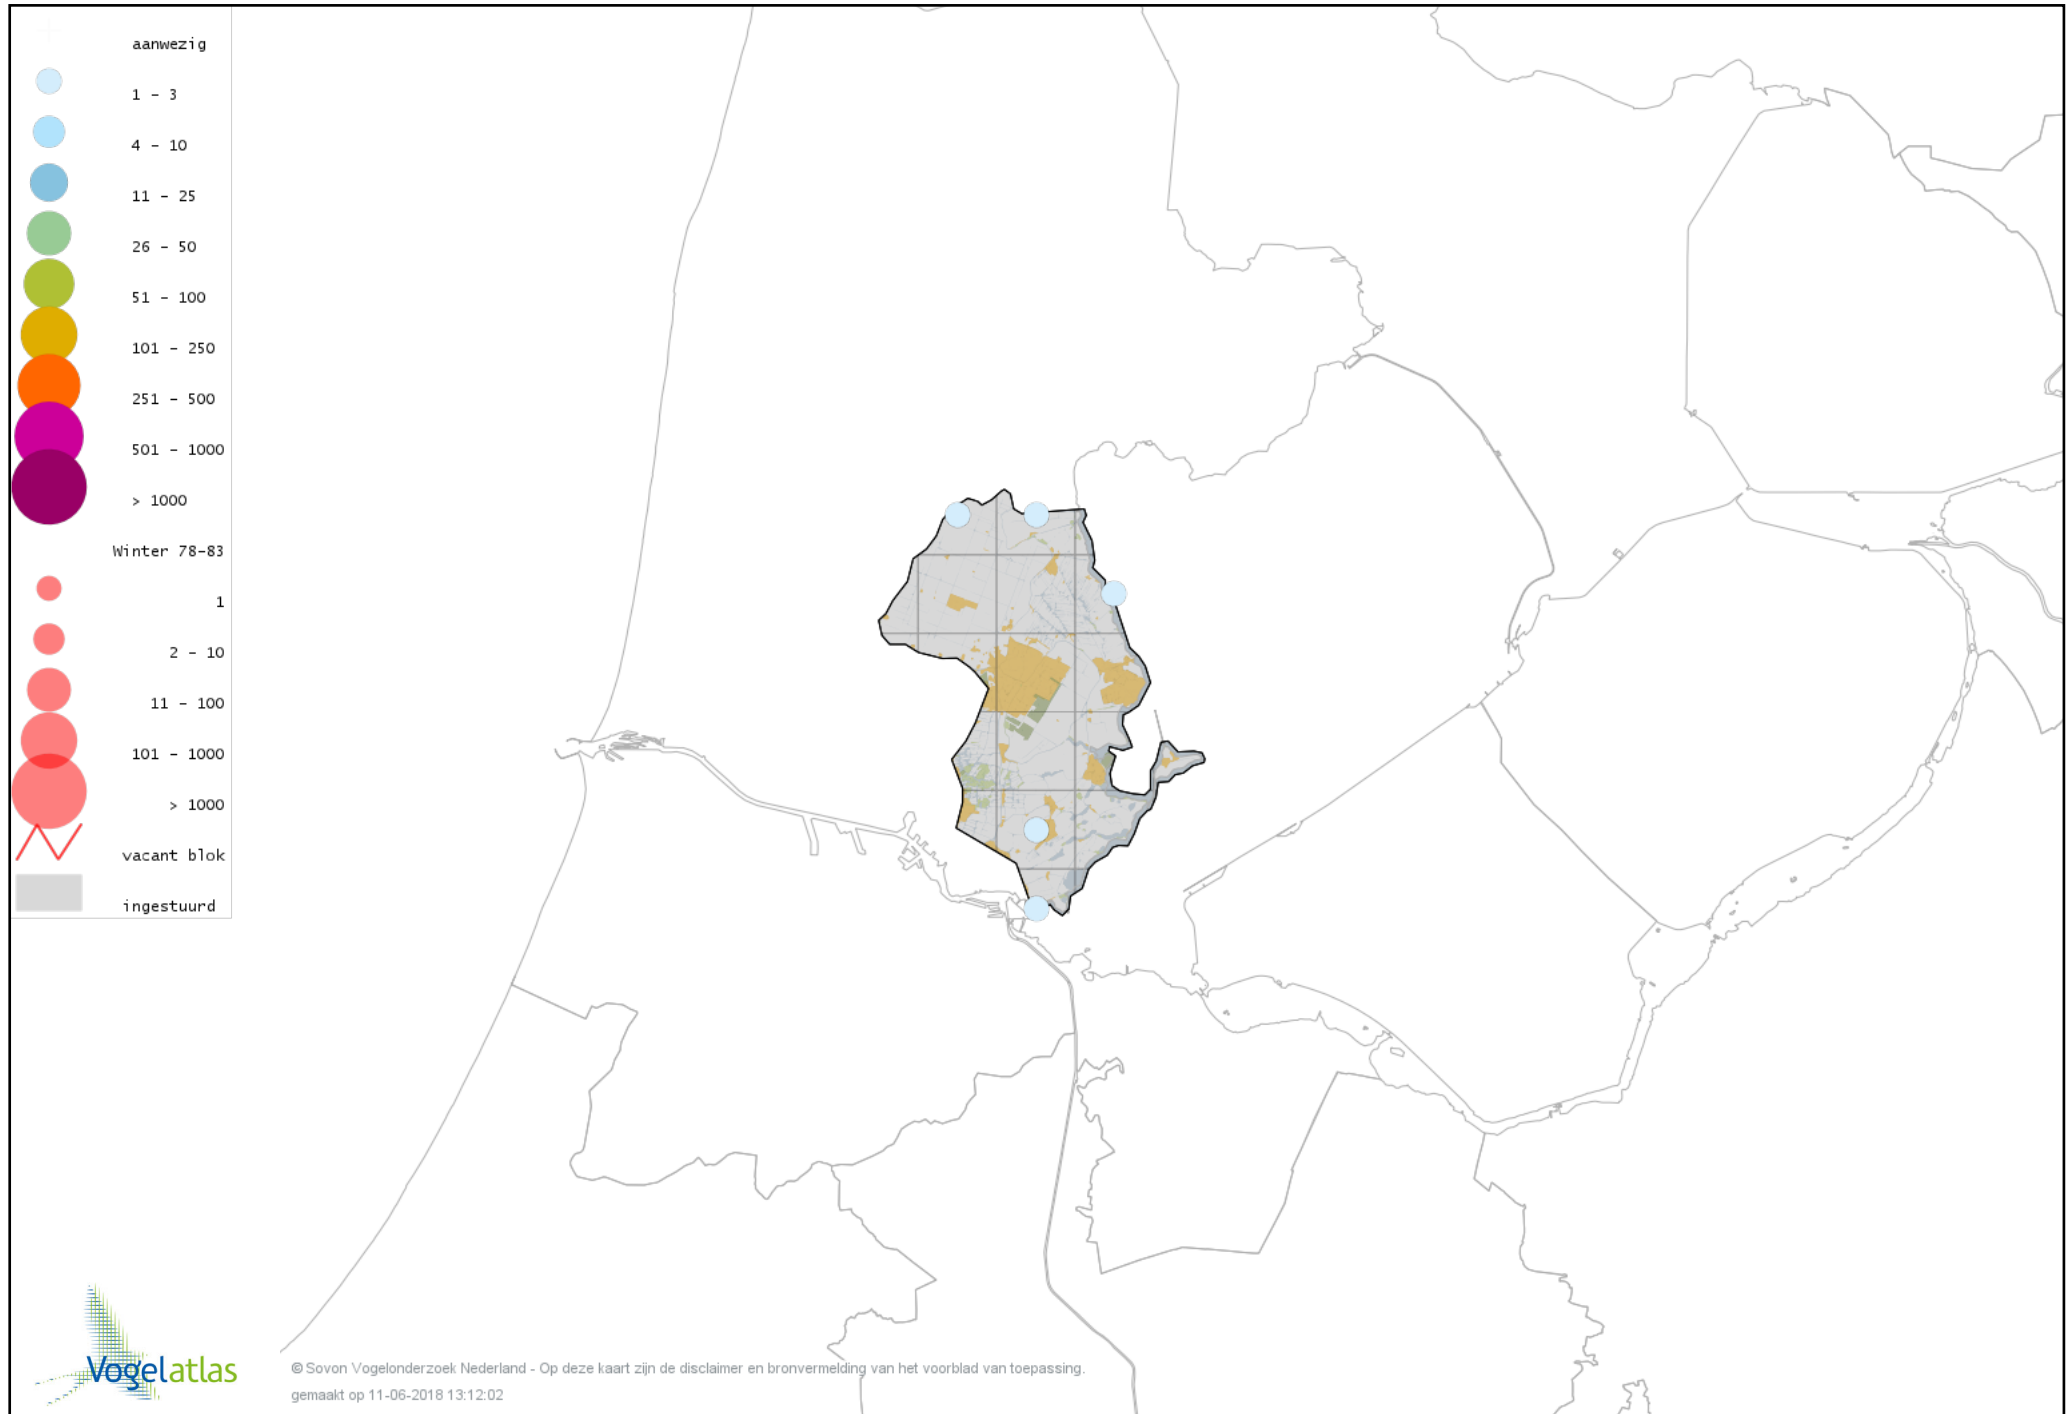 aanwezig
1 - 3
4 - 10
11 - 25
26 - 50
51 - 100
101 - 250
251 - 500
501 - 1000
> 1000
Winter 78-83
1
2 - 10
11 - 100
101 - 1000
> 1000
vacant blok
ingestuurd
Vogelatlas
© Sovon Vogelonderzoek Nederland - Op deze kaart zijn de disclaimer en bronvermelding van het voorblad van toepassing.
gemaakt op 11-06-2018 13:12:02